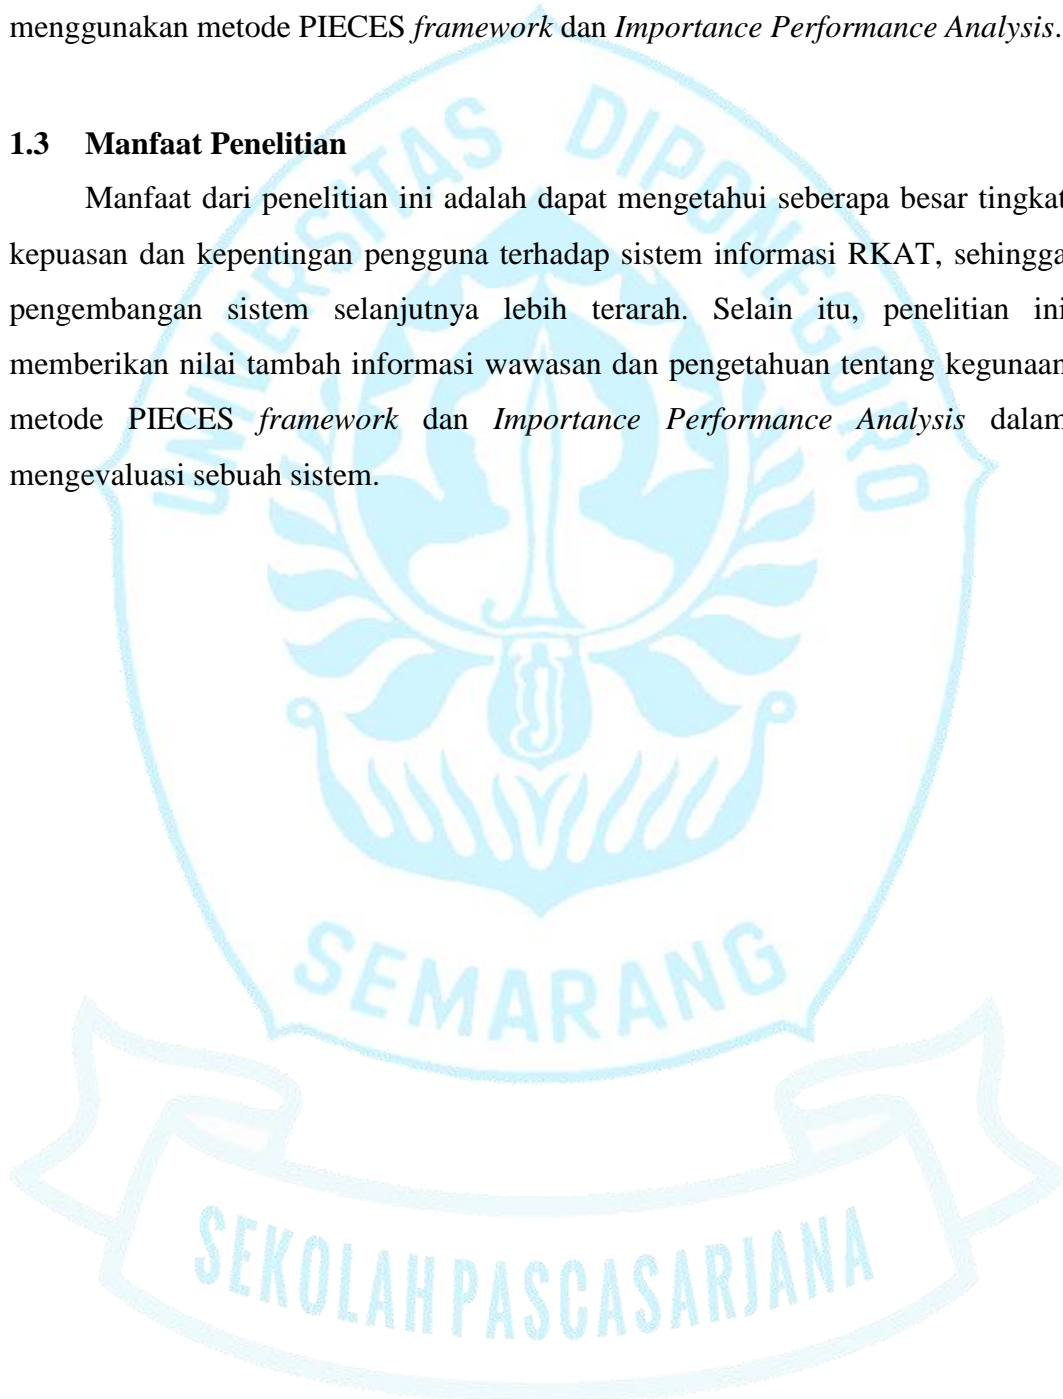 menggunakan metode PIECES framework dan Importance Performance Analysis.
1.3 Manfaat Penelitian
Manfaat dari penelitian ini adalah dapat mengetahui seberapa besar tingkat
kepuasan dan kepentingan pengguna terhadap sistem informasi RKAT, sehingga
pengembangan sistem selanjutnya lebih terarah. Selain itu, penelitian ini
memberikan nilai tambah informasi wawasan dan pengetahuan tentang kegunaan
metode PIECES framework dan Importance Performance Analysis dalam
mengevaluasi sebuah sistem.
UNIVERSITAS DIPONEGORO
SEMARANG
SEKOLAH PASCASARJANA